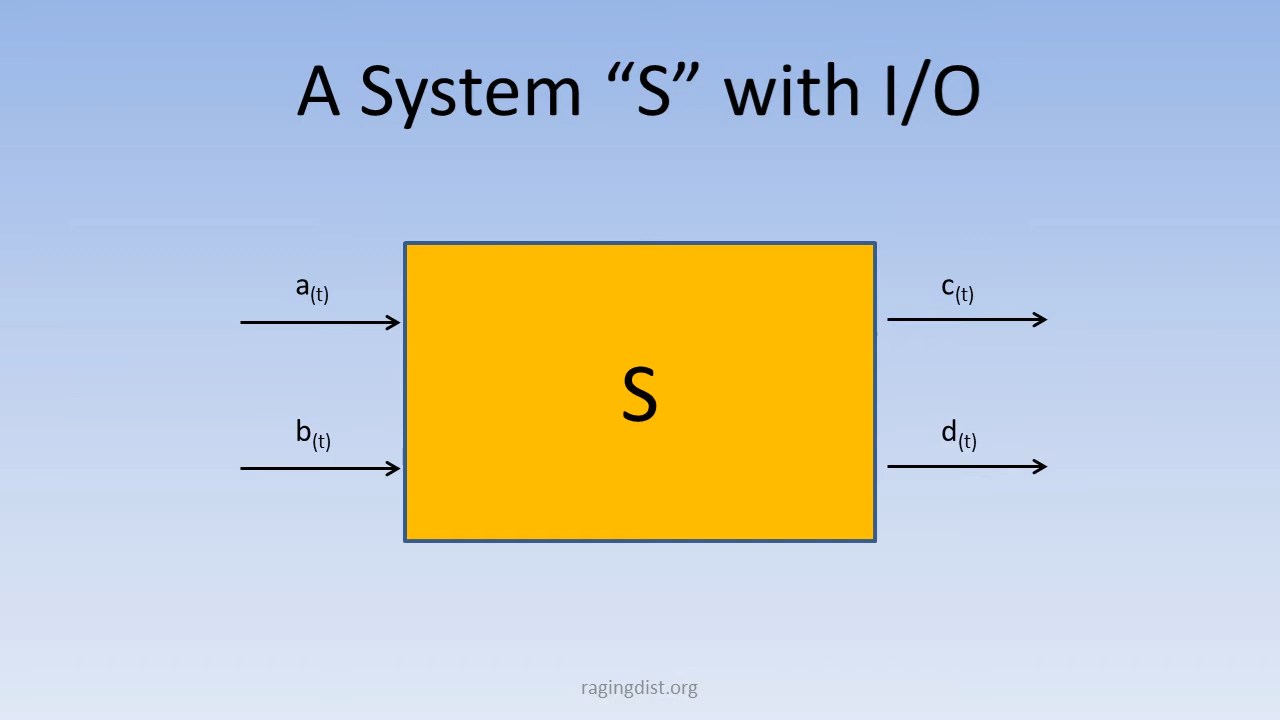 A System “S” with I/O
a(t)
c(t)
S
b(t)
d(t)
ragingdist.org